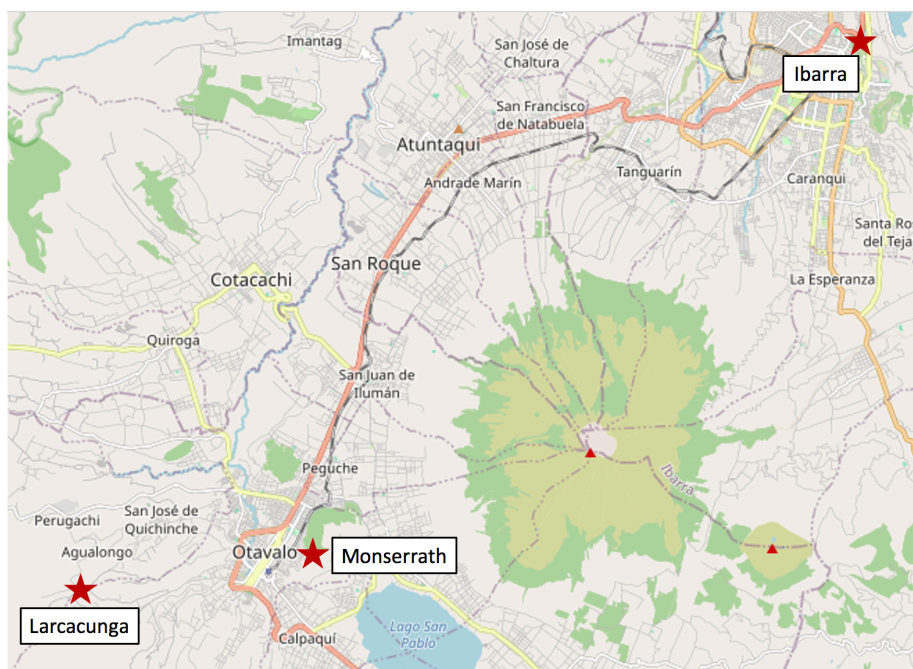 Imantag
San José de
Chaltura
Ibarra
San Francisco
de Natabuela
Atuntaqui
Andrade Marín
Tanguarín
Caranqui
Santa Ro
del Teja
San Roque
Cotacachi
La Esperanza
Quiroga
San Juan de
Ilumán
Peguche
Ibarra
Perugachi
San José de
Quichinche
Agualongo
Otavalo
Monserrath
Larcacunga
Calpaquí
Lago San
Pablo